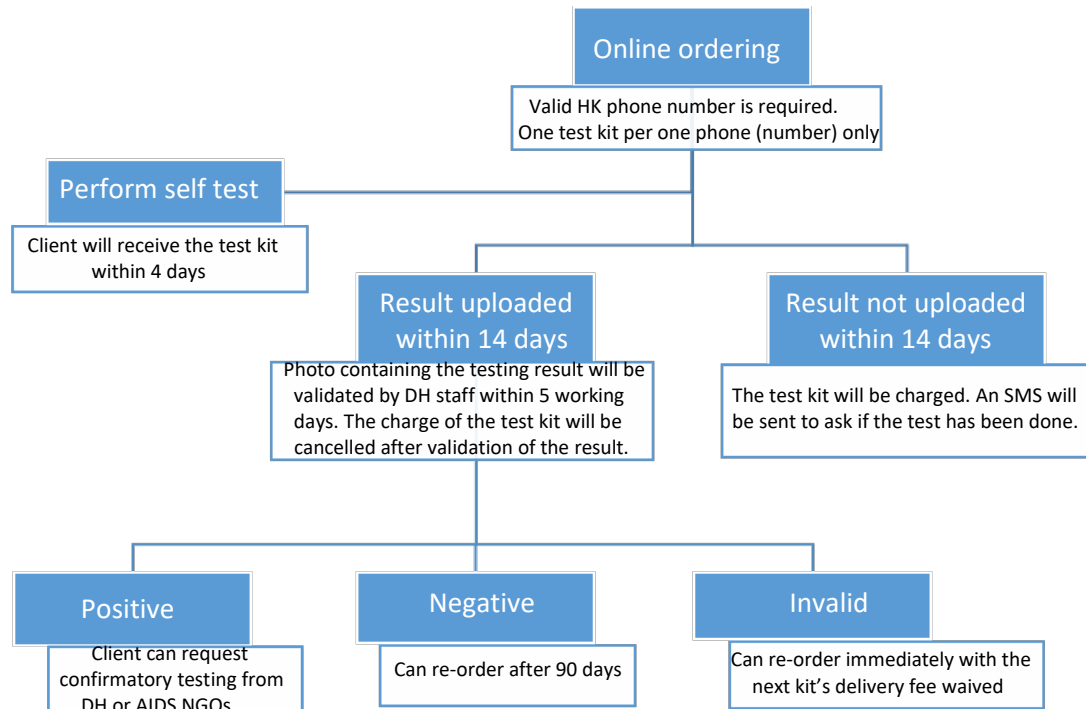 Online ordering
Valid HK phone number is required.
One test kit per one phone (number) only
Perform self test
Client will receive the test kit
within 4 days
Result uploaded
within 14 days
Photo containing the testing result will be
validated by DH staff within 5 working
days. The charge of the test kit will be
cancelled after validation of the result.
Result not uploaded
within 14 days
The test kit will be charged. An SMS will
be sent to ask if the test has been done.
Positive
Client can request
confirmatory testing from
DH or AIDS NGOs
Negative
Can re-order after 90 days
Invalid
Can re-order immediately with the
next kit's delivery fee waived